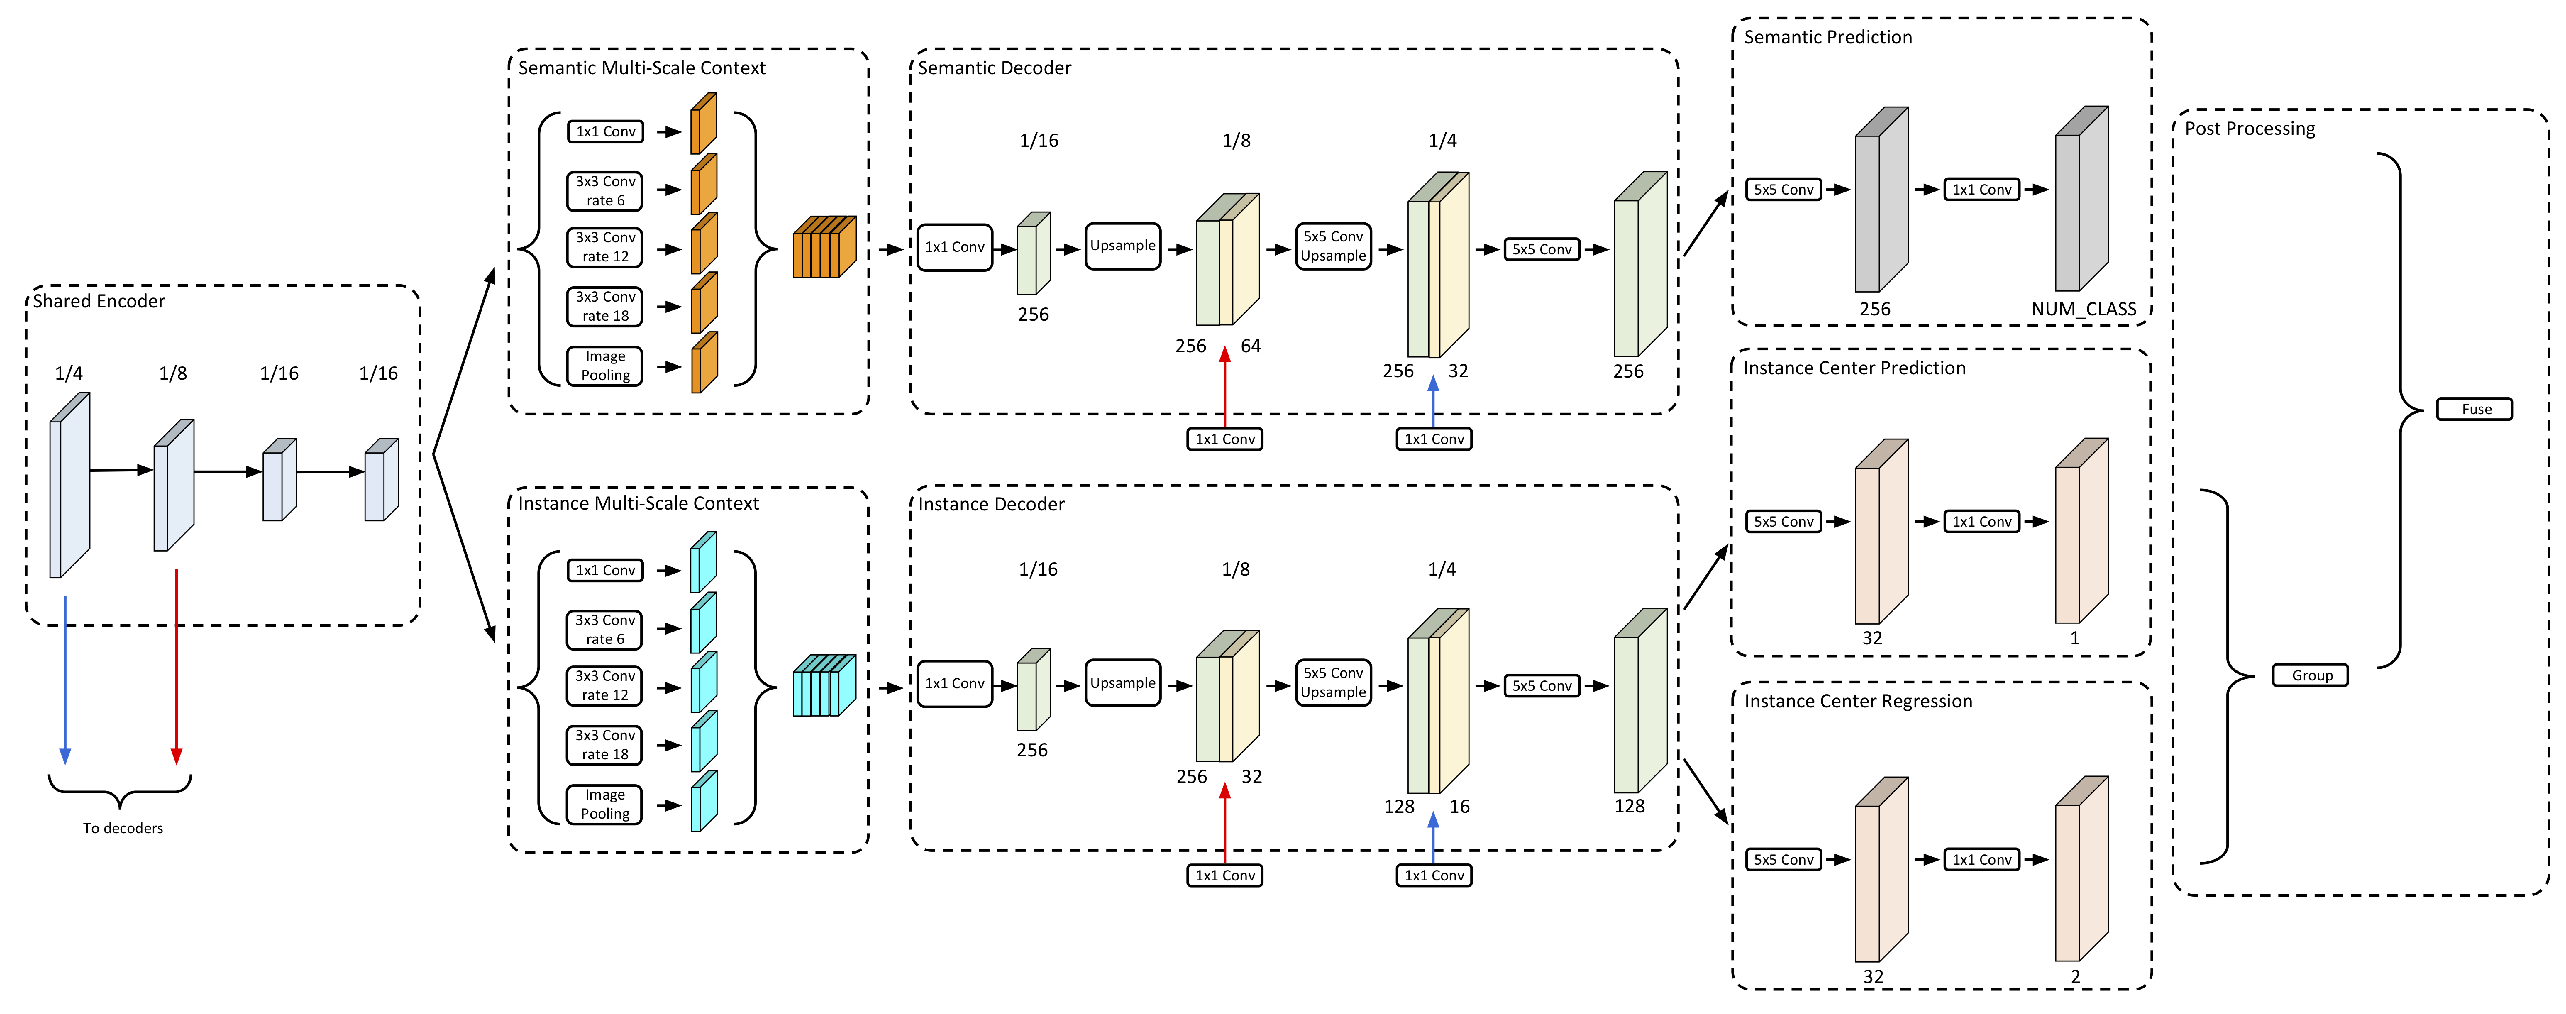 Shared Encoder
1/4
1/8
1/16
1/16
To decoders
Semantic Multi-Scale Context
1x1 Conv
3x3 Conv
rate 6
3x3 Conv
rate 12
3x3 Conv
rate 18
Image
Pooling
Semantic Decoder
1/16
1/8
1/4
1x1 Conv
256
Upsample
256
64
5x5 Conv
Upsample
256
32
5x5 Conv
256
1x1 Conv
1x1 Conv
Instance Multi-Scale Context
1x1 Conv
3x3 Conv
rate 6
3x3 Conv
rate 12
3x3 Conv
rate 18
Image
Pooling
Instance Decoder
1/16
1/8
1/4
1x1 Conv
256
Upsample
256
32
5x5 Conv
Upsample
128
16
5x5 Conv
128
1x1 Conv
1x1 Conv
Semantic Prediction
5x5 Conv
256
1x1 Conv
NUM_CLASS
Instance Center Prediction
5x5 Conv
32
1x1 Conv
1
Instance Center Regression
5x5 Conv
32
1x1 Conv
2
Post Processing
Group
Fuse